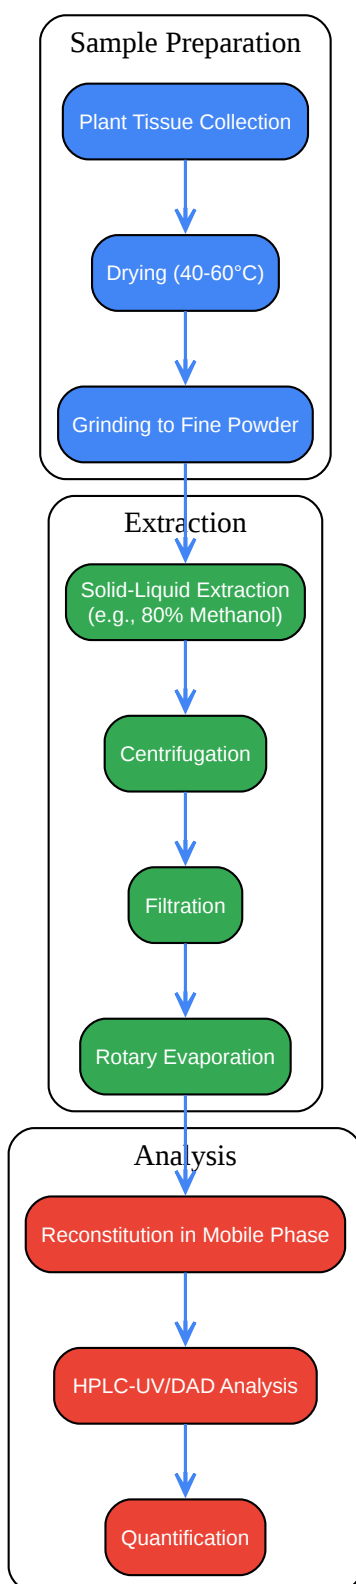 Sample Preparation
Plant Tissue Collection
Drying (40-60°C)
Grinding to Fine Powder
Extraction
Solid-Liquid Extraction
(e.g., 80% Methanol)
Centrifugation
Filtration
Rotary Evaporation
Analysis
Reconstitution in Mobile Phase
HPLC-UV/DAD Analysis
Quantification